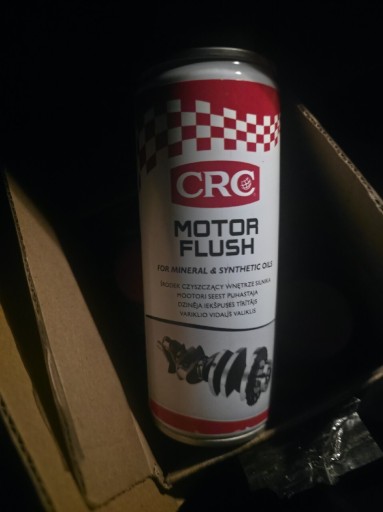 CRC
MOTOR
FLUSH
FOR MINERAL & SYNTHETIC OILS
ŚRODEK CZYSZCZĄCY WNĘTRZE SILNIKA
MOOTORI SEEST PUHASTAJA
DZINĒJA IEKŠPUSES TĪRĪTĀJS
VARIKLIO VIDAUS VALIKLIS